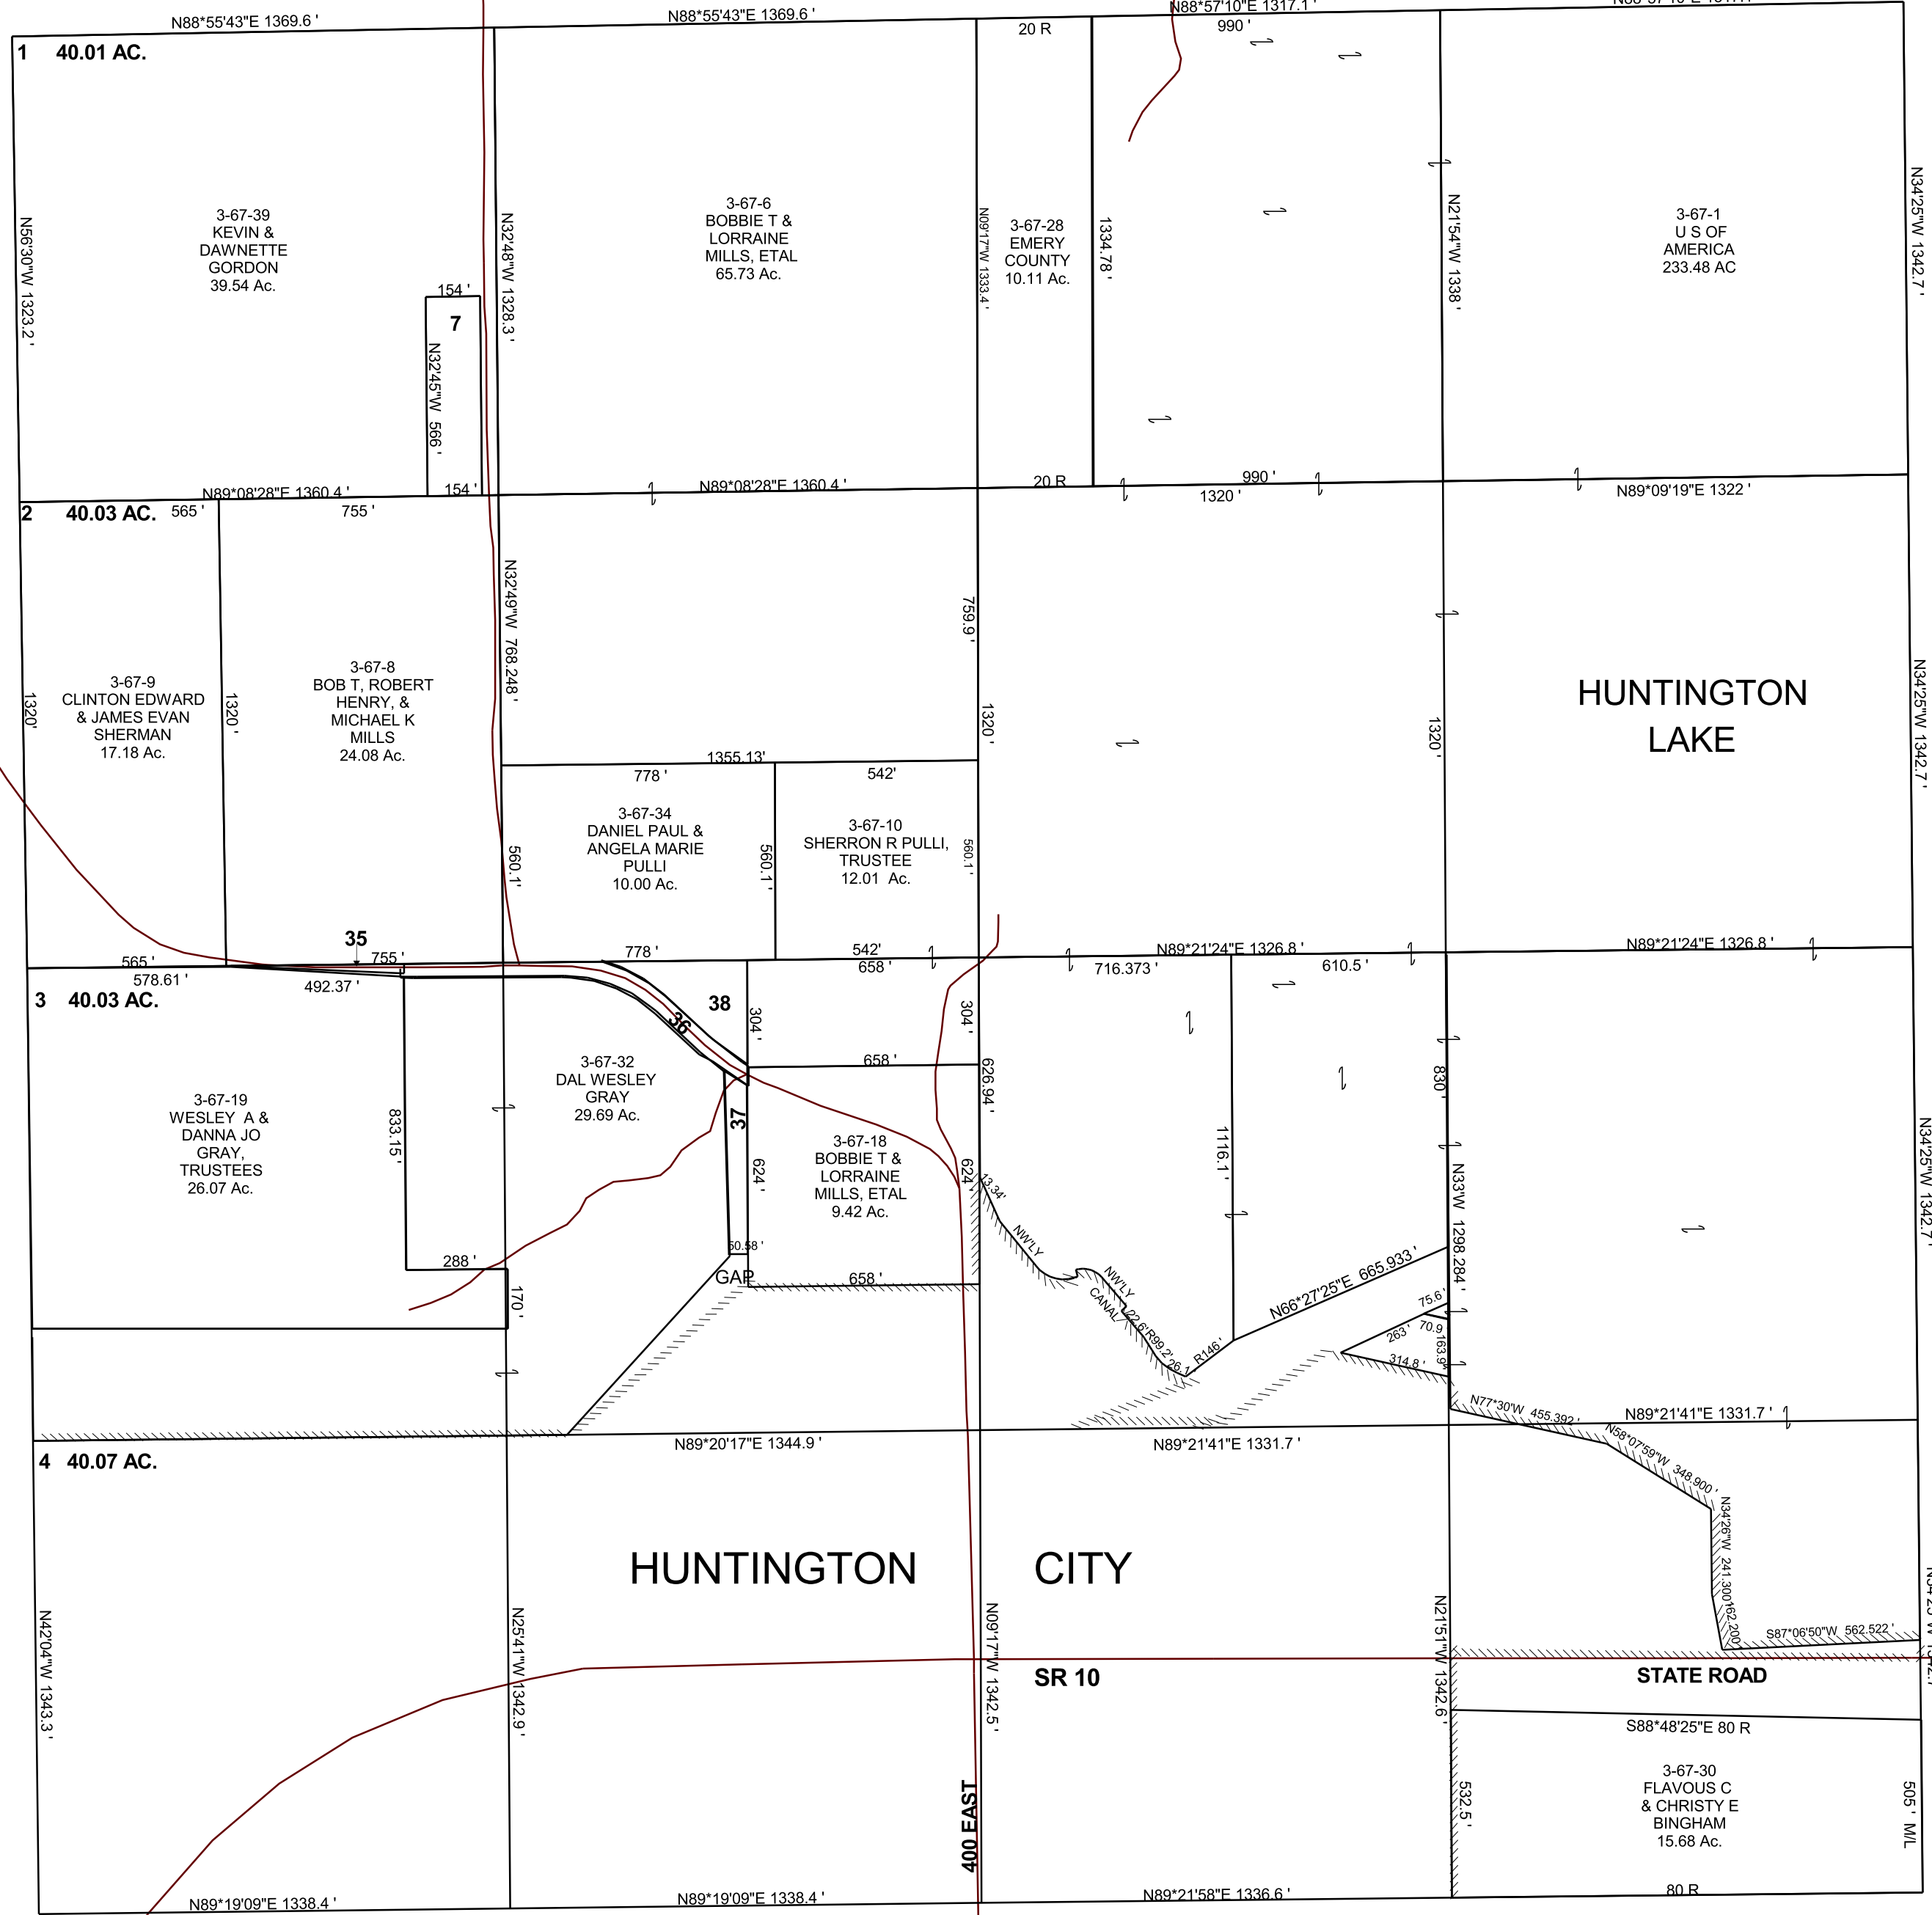 N88*55'43"E 1369.6 '
N88*55'43"E 1369.6 '
N88*57'10"E 1317.1 '
1 40.01 AC.
20 R
990 '
3-67-39
KEVIN &
DAWNETTE
GORDON
39.54 Ac.
3-67-6
BOBBIE T &
LORRAINE
MILLS, ETAL
65.73 Ac.
3-67-28
EMERY
COUNTY
10.11 Ac.
3-67-1
U S OF
AMERICA
233.48 AC
N56'30"W 1323.2 '
N32'48"W 1328.3 '
N09'17"W 1333.4 '
1334.78 '
N21'54"W 1338 '
N34'25"W 1342.7 '
154 '
7
N32'45"W 566 '
154 '
N89*08'28"E 1360.4 '
N89*08'28"E 1360.4 '
20 R
990 '
1320 '
N89*09'19"E 1322 '
2 40.03 AC.
565 '
755 '
N32'49"W 768.248 '
759.9 '
3-67-9
CLINTON EDWARD
& JAMES EVAN
SHERMAN
17.18 Ac.
3-67-8
BOB T, ROBERT
HENRY, &
MICHAEL K
MILLS
24.08 Ac.
1320'
1320 '
1320 '
1320 '
HUNTINGTON
LAKE
N34'25"W 1342.7 '
1355.13'
778 '
542'
3-67-34
DANIEL PAUL &
ANGELA MARIE
PULLI
10.00 Ac.
3-67-10
SHERRON R PULLI,
TRUSTEE
12.01 Ac.
560.1'
560.1 '
560.1 '
35
565 '
755 '
778 '
542'
N89*21'24"E 1326.8 '
N89*21'24"E 1326.8 '
578.61 '
492.37 '
658 '
716.373 '
610.5 '
3 40.03 AC.
38
36
304 '
304 '
658 '
626.94 '
830 '
3-67-19
WESLEY A &
DANNA JO
GRAY,
TRUSTEES
26.07 Ac.
833.15 '
3-67-32
DAL WESLEY
GRAY
29.69 Ac.
37
624 '
3-67-18
BOBBIE T &
LORRAINE
MILLS, ETAL
9.42 Ac.
624 '
1116.1 '
N33'W 1298.284 '
N34'25"W 1342.7 '
13.34'
NW'LY
NW'LY
CANAL
22.6'
R99.2'
26.1
R146 '
N66*27'25"E 665.933 '
75.6 '
70.9
263 '
163.9'
314.8 '
288 '
170 '
50.58 '
GAP
658 '
N77*30'W 455.392 '
N58*07'59"W 348.900 '
N34'26"W 241.300'
162.200'
S87*06'50"W 562.522 '
N89*20'17"E 1344.9 '
N89*21'41"E 1331.7 '
N89*21'41"E 1331.7 '
4 40.07 AC.
HUNTINGTON CITY
N42'04"W 1343.3 '
N25'41"W 1342.9 '
N09'17"W 1342.5 '
N21'51"W 1342.6 '
SR 10
STATE ROAD
S88*48'25"E 80 R
400 EAST
532.5 '
3-67-30
FLAVOUS C
& CHRISTY E
BINGHAM
15.68 Ac.
505 ' M/L
N89*19'09"E 1338.4 '
N89*19'09"E 1338.4 '
N89*21'58"E 1336.6 '
80 R